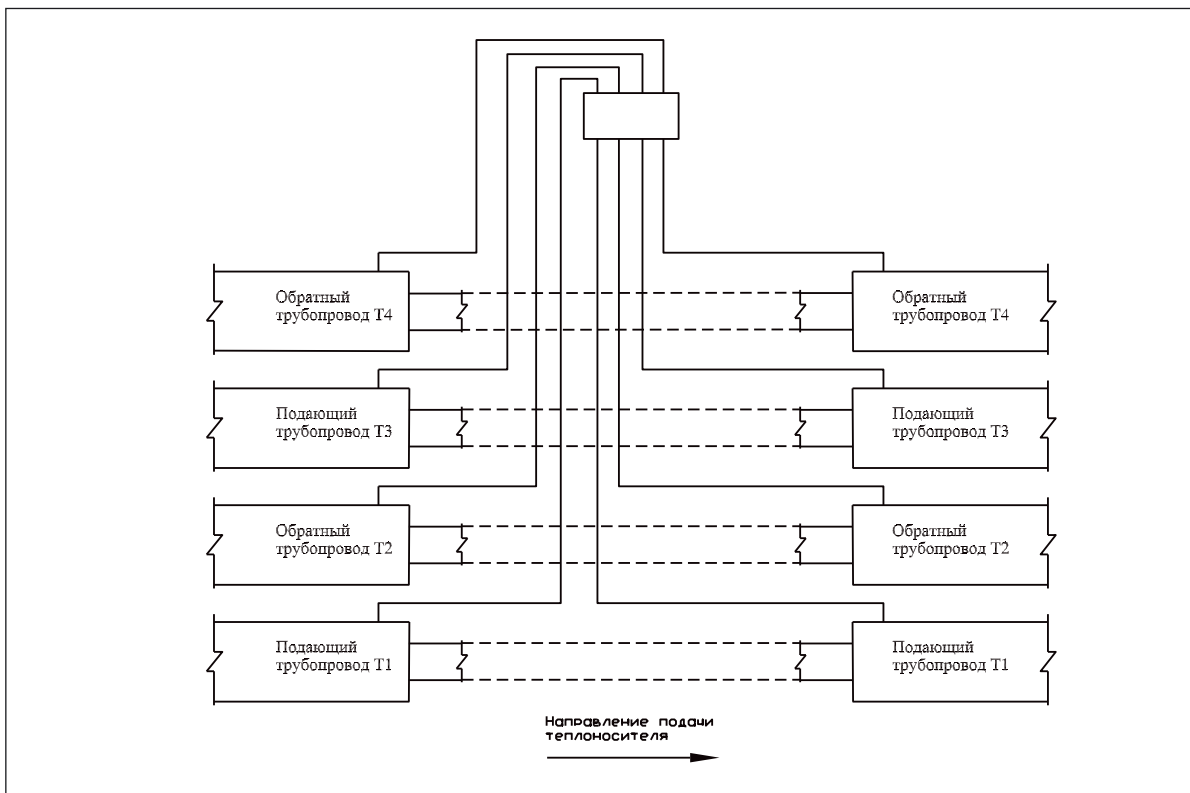 Обратный
трубопровод Т4
Обратный
трубопровод Т4
Подающий
трубопровод Т3
Подающий
трубопровод Т3
Обратный
трубопровод Т2
Обратный
трубопровод Т2
Подающий
трубопровод Т1
Подающий
трубопровод Т1
Направление подачи
теплоносителя